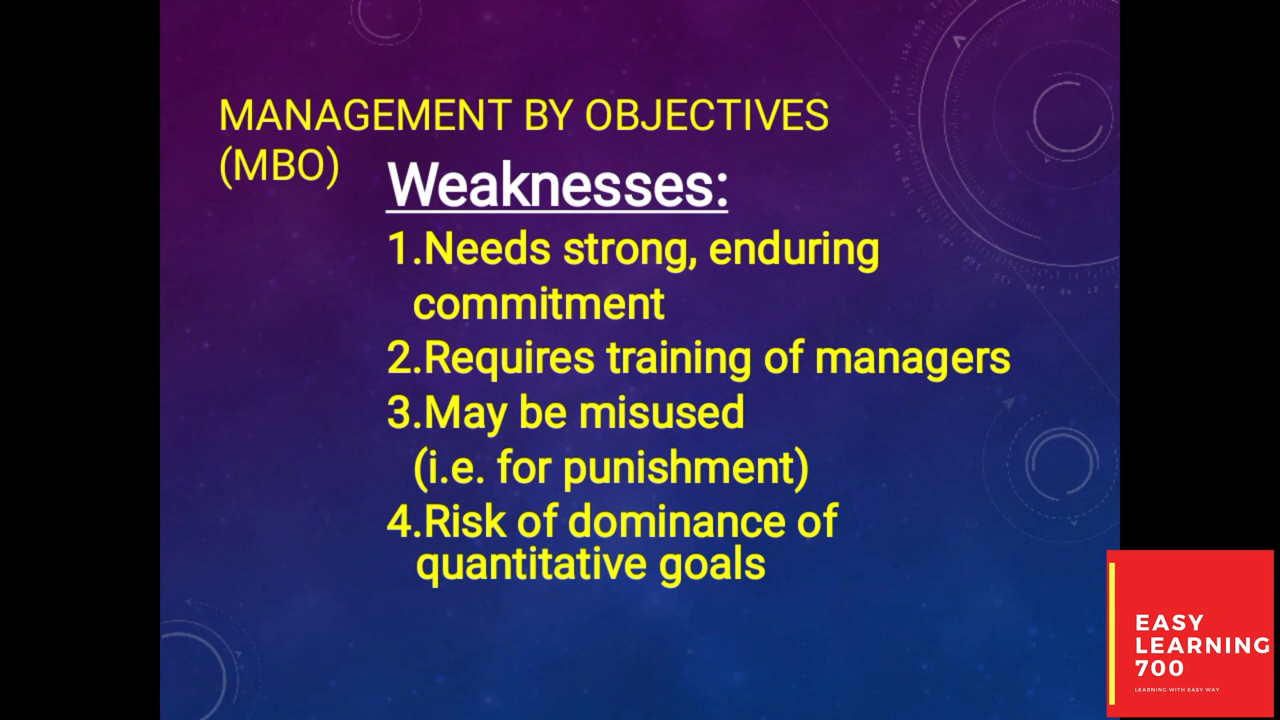 MANAGEMENT BY OBJECTIVES
(MBO)
Weaknesses:
1.Needs strong, enduring
commitment
2.Requires training of managers
3.May be misused
(i.e. for punishment)
4.Risk of dominance of
quantitative goals
EASY
LEARNING
700
LEARNING WITH EASY WAY